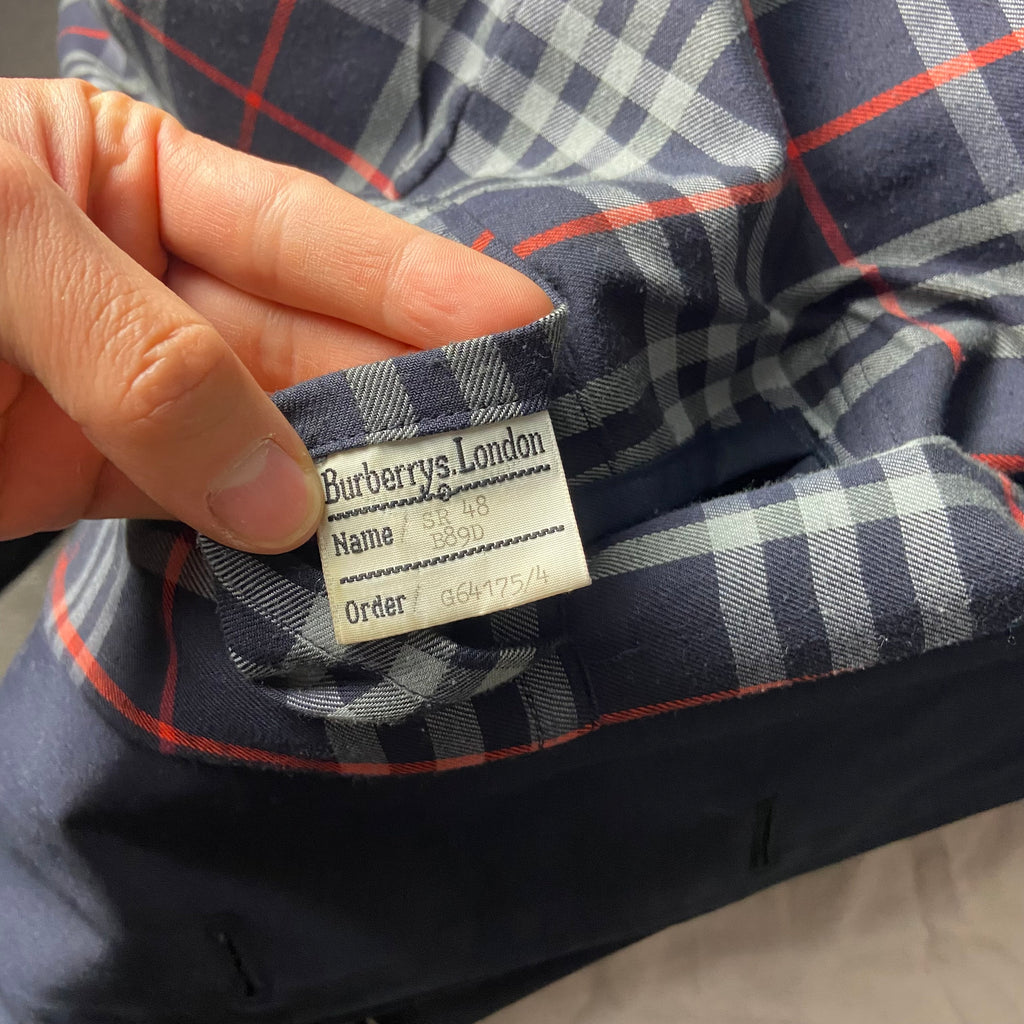 Burberrys. London
Name / SR 48
B89D
Order / G64175/4